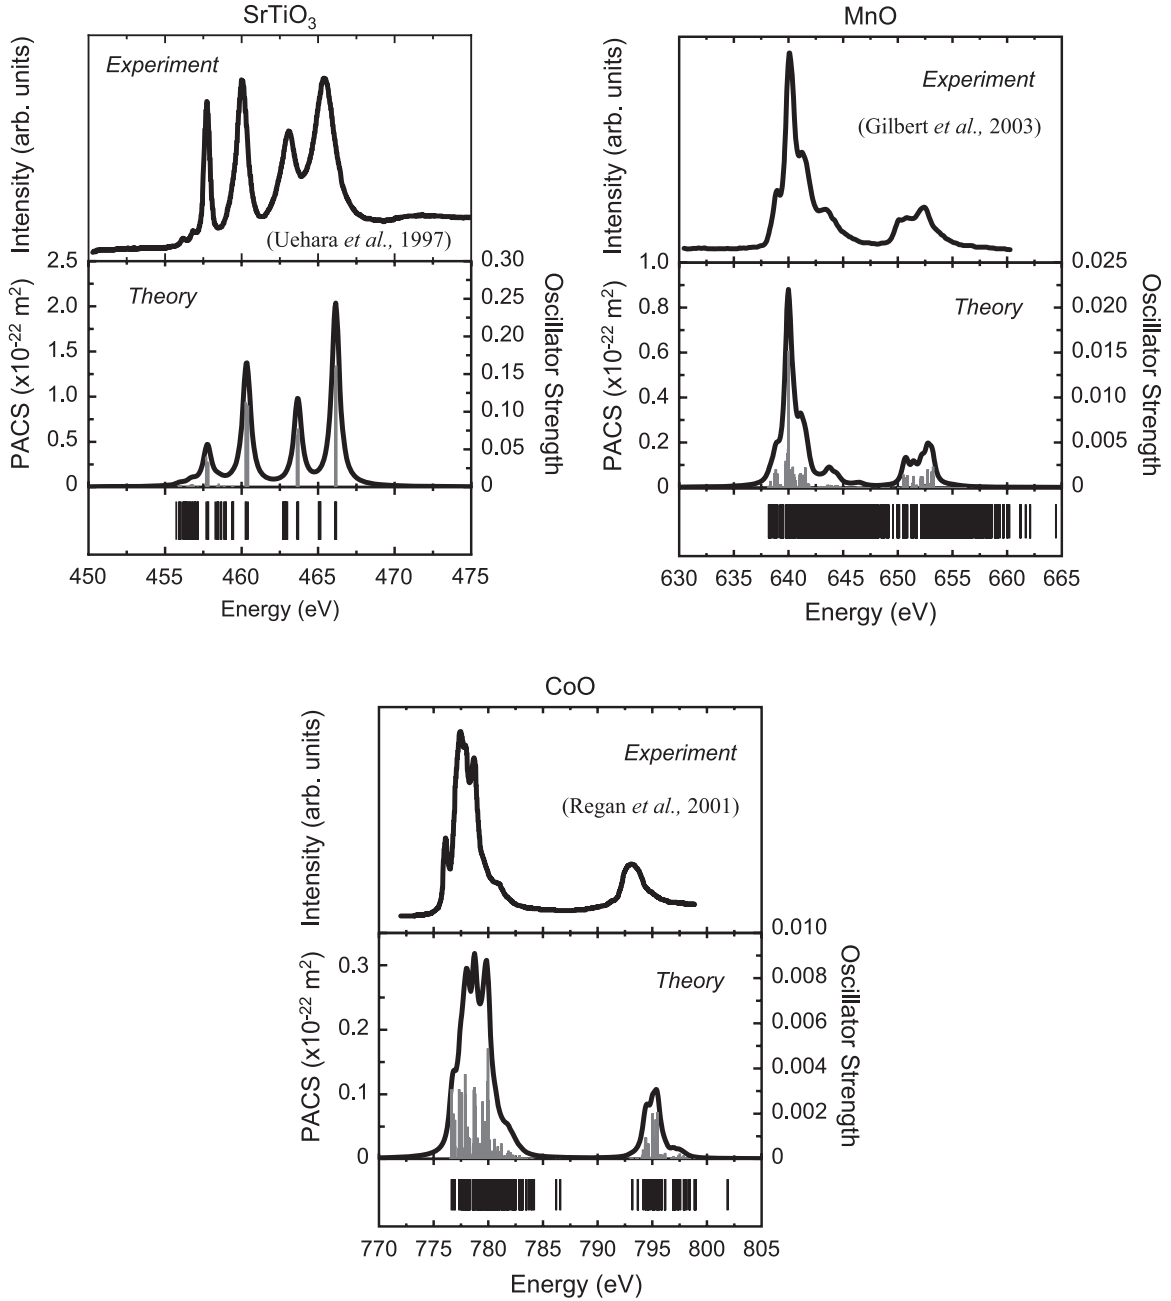 SrTiO3
Experiment
(Uehara et al., 1997)
Intensity (arb. units)
Theory
PACS (x10-22 m2)
2.5
2.0
1.5
1.0
0.5
0
0.30
0.25
0.20
0.15
0.10
0.05
0
Oscillator Strength
450 455 460 465 470 475
Energy (eV)
MnO
Experiment
(Gilbert et al., 2003)
Intensity (arb. units)
Theory
PACS (x10-22 m2)
1.0
0.8
0.6
0.4
0.2
0
0.025
0.020
0.015
0.010
0.005
0
Oscillator Strength
630 635 640 645 650 655 660 665
Energy (eV)
CoO
Experiment
(Regan et al., 2001)
Intensity (arb. units)
Theory
PACS (x10-22 m2)
0.3
0.2
0.1
0
0.010
0.008
0.006
0.004
0.002
0
Oscillator Strength
770 775 780 785 790 795 800 805
Energy (eV)